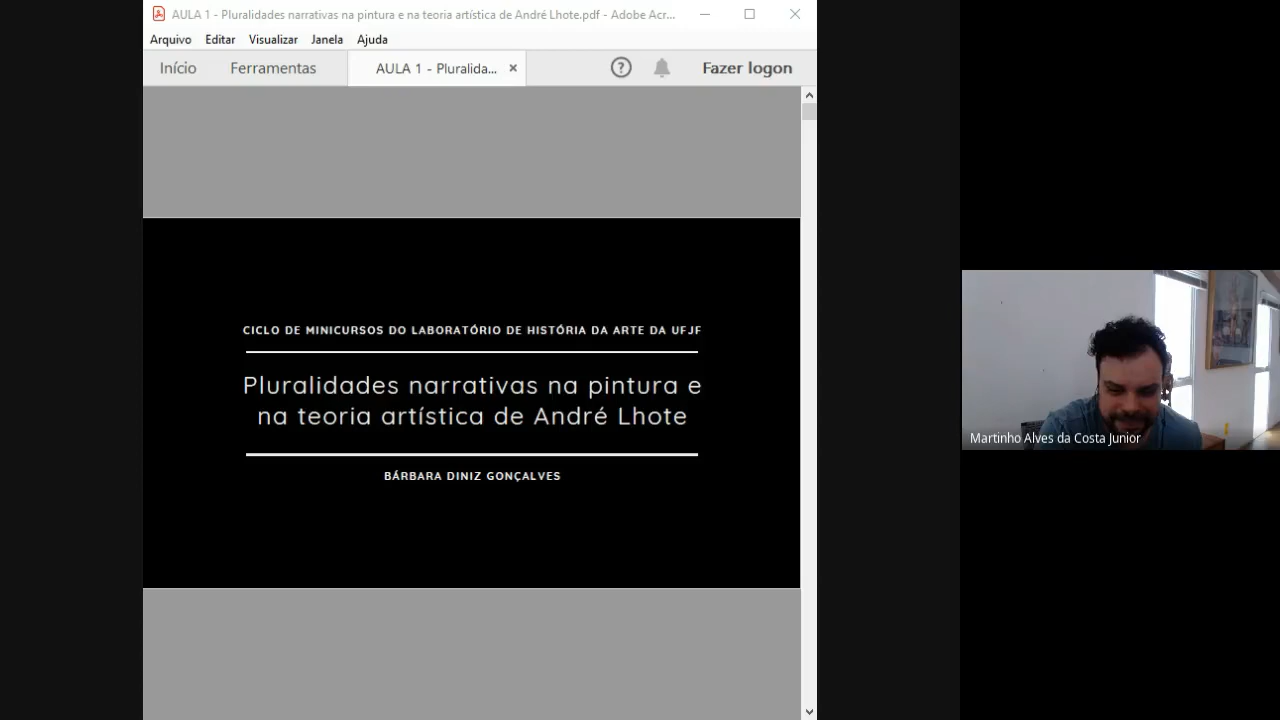 AULA 1 - Pluralidades narrativas na pintura e na teoria artística de André Lhote.pdf - Adobe Acr...
Arquivo Editar Visualizar Janela Ajuda
Início Ferramentas AULA 1 - Pluralida... × ? Fazer logon
CICLO DE MINICURSOS DO LABORATÓRIO DE HISTÓRIA DA ARTE DA UFJF
Pluralidades narrativas na pintura e
na teoria artística de André Lhote
BÁRBARA DINIZ GONÇALVES
Martinho Alves da Costa Junior